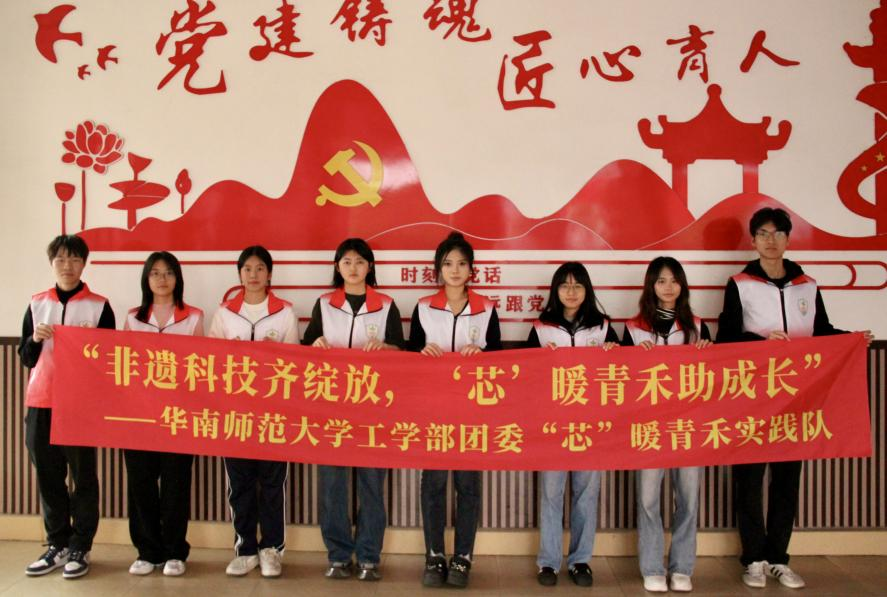 党建铸魂
匠心育人
时刻 党话
跟党
“非遗科技齐绽放，‘芯’暖青禾助成长”
——华南师范大学工学部团委“芯”暖青禾实践队